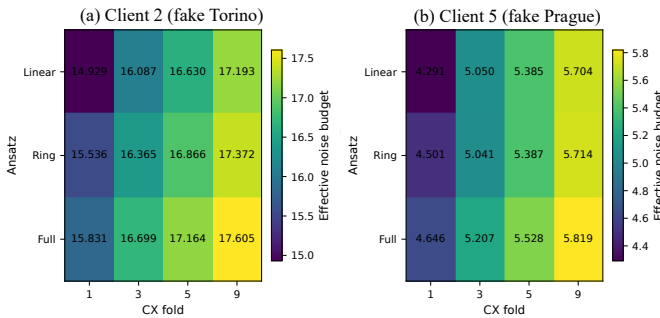 (a) Client 2 (fake Torino)
Ansatz
Linear
14.929 16.087 16.630 17.193
Ring
15.536 16.365 16.866 17.372
Full
15.831 16.699 17.164 17.605
1 3 5 9
CX fold
17.5
17.0
16.5
16.0
15.5
15.0
Effective noise budget
(b) Client 5 (fake Prague)
Ansatz
Linear
4.291 5.050 5.385 5.704
Ring
4.501 5.041 5.387 5.714
Full
4.646 5.207 5.528 5.819
1 3 5 9
CX fold
5.8
5.6
5.4
5.2
5.0
4.8
4.6
4.4
Effective noise budget